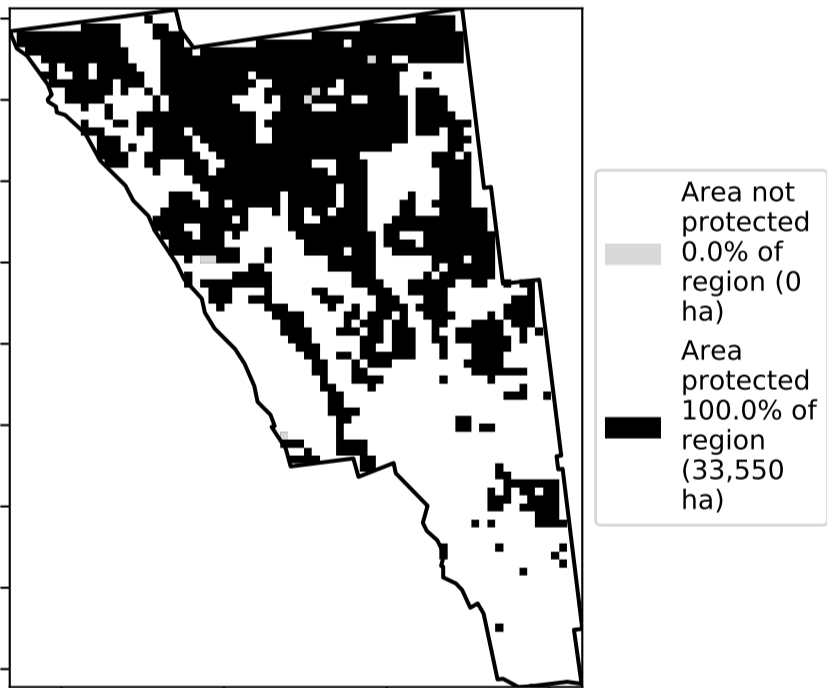 Area not
protected
0.0% of
region (0
ha)
Area
protected
100.0% of
region
(33,550
ha)